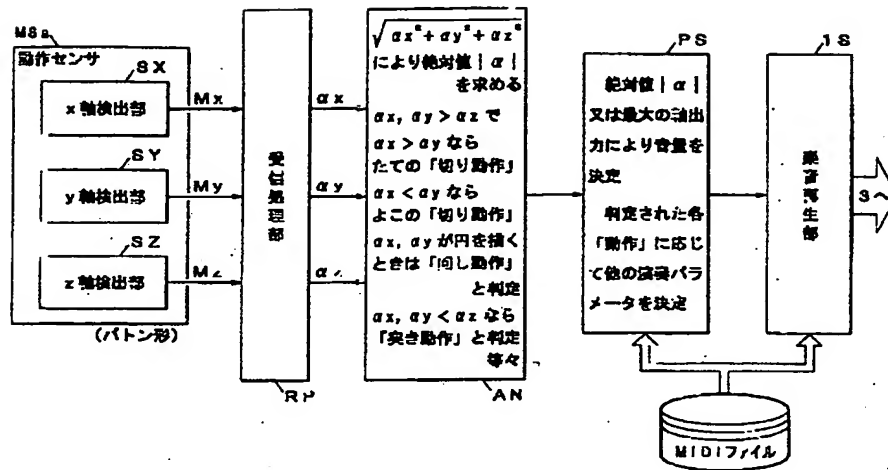 MSa
動作センサ
SX
x 軸検出部
SY
y 軸検出部
SZ
z 軸検出部
(バトン形)
Mx
My
Mz
受信処理部
RP
αx
αy
αz
√αx²+αy²+αz²
により絶対値|α|
を求める
αx, αy>αz で
αx>αy なら
たての「切り動作」
αx<αy なら
よこの「切り動作」
αx, αy が円を描く
ときは「回し動作」
と判定
αx, αy<αz なら
「突き動作」と判定
等々
AN
PS
絶対値|α|
又は最大の軸出
力により音量を
決定
判定された各
「動作」に応じ
て他の演奏パラ
メータを決定
1S
楽音再生部
3へ
MIDIファイル